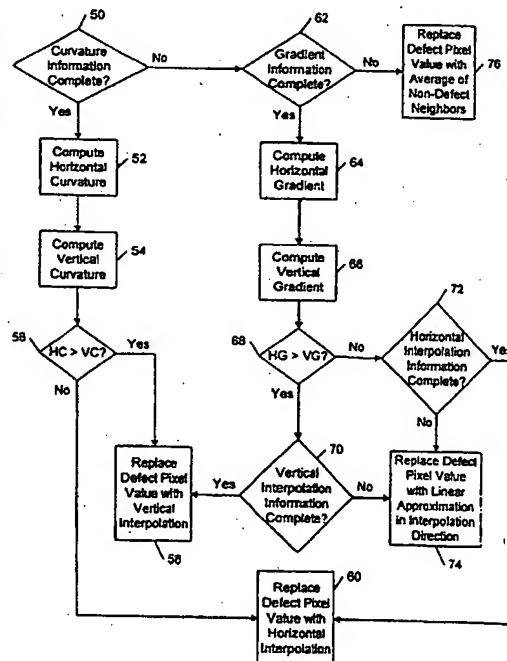 50
Curvature
Information
Complete?
No
Yes
62
Gradient
Information
Complete?
No
Yes
Replace
Defect Pixel
Value with
Average of
Non-Defect
Neighbors
76
Compute
Horizontal
Curvature
52
Compute
Horizontal
Gradient
64
Compute
Vertical
Curvature
54
Compute
Vertical
Gradient
66
58
HC > VC?
Yes
No
68
HG > VG?
No
Yes
72
Horizontal
Interpolation
Information
Complete?
Yes
No
Replace
Defect Pixel
Value with
Vertical
Interpolation
58
Yes
70
Vertical
Interpolation
Information
Complete?
No
Replace Defect
Pixel Value
with Linear
Approximation
in Interpolation
Direction
74
60
Replace
Defect Pixel
Value with
Horizontal
Interpolation